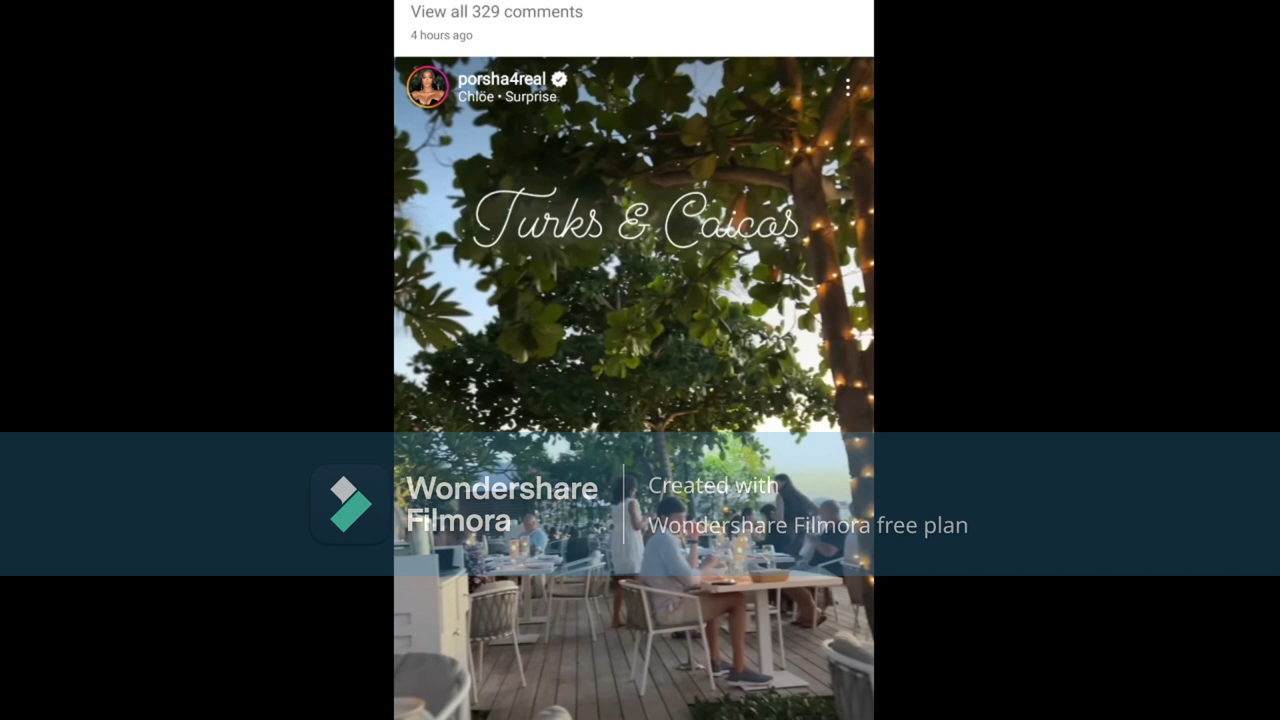 View all 329 comments
4 hours ago
porsha4real
Chlöe • Surprise
Turks & Caicos
Wondershare
Filmora
Created with
Wondershare Filmora free plan